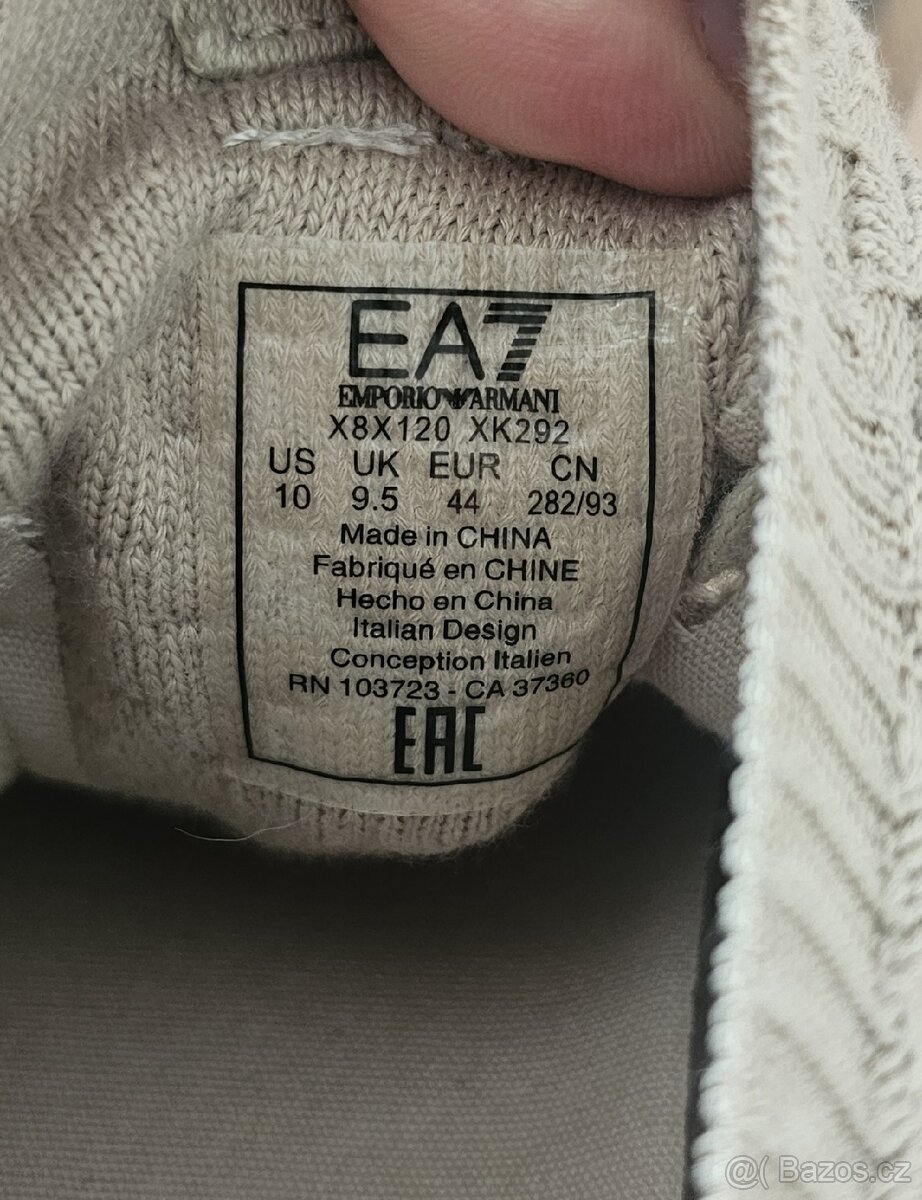 EA7
EMPORIO ARMANI
X8X120 XK292
US UK EUR CN
10 9.5 44 282/93
Made in CHINA
Fabriqué en CHINE
Hecho en China
Italian Design
Conception Italien
RN 103723 - CA 37360
EAC
@( Bazos.cz